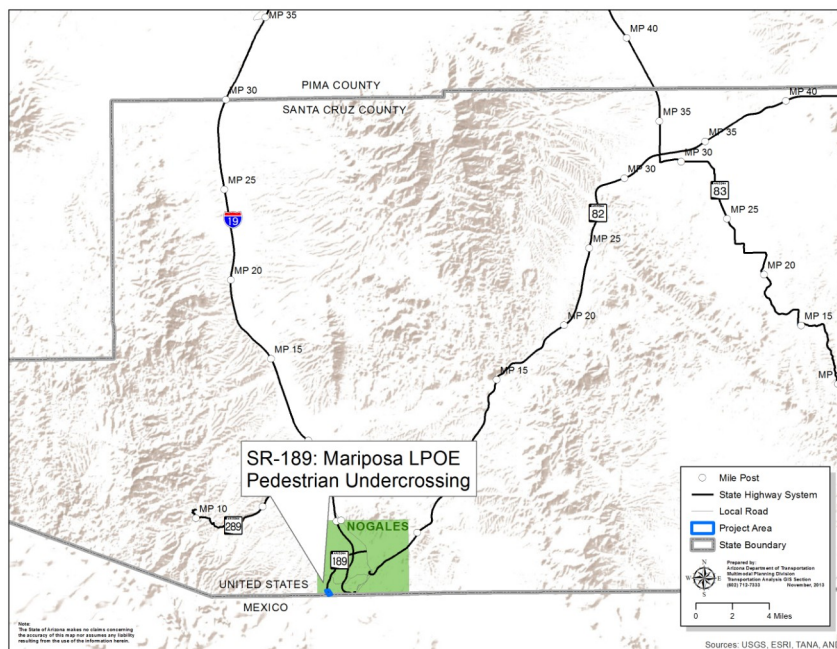 MP 35
MP 40
MP 30
PIMA COUNTY
SANTA CRUZ COUNTY
MP 35
MP 40
MP 35
MP 30
MP 30
MP 25
19
82
83
MP 25
MP 25
MP 20
MP 20
MP 20
MP 15
MP 15
MP 15
MP
SR-189: Mariposa LPOE
Pedestrian Undercrossing
MP 10
289
NOGALES
189
UNITED STATES
MEXICO
Mile Post
State Highway System
Local Road
Project Area
State Boundary
Prepared by:
Arizona Department of Transportation
Multimodal Planning Division
Transportation Analysis GIS Section
November, 2013
0 2 4
Miles
Note:
The State of Arizona makes no claims concerning
the accuracy of this map nor assumes any liability
resulting from the use of the information herein.
Sources: USGS, ESRI, TANA, AND